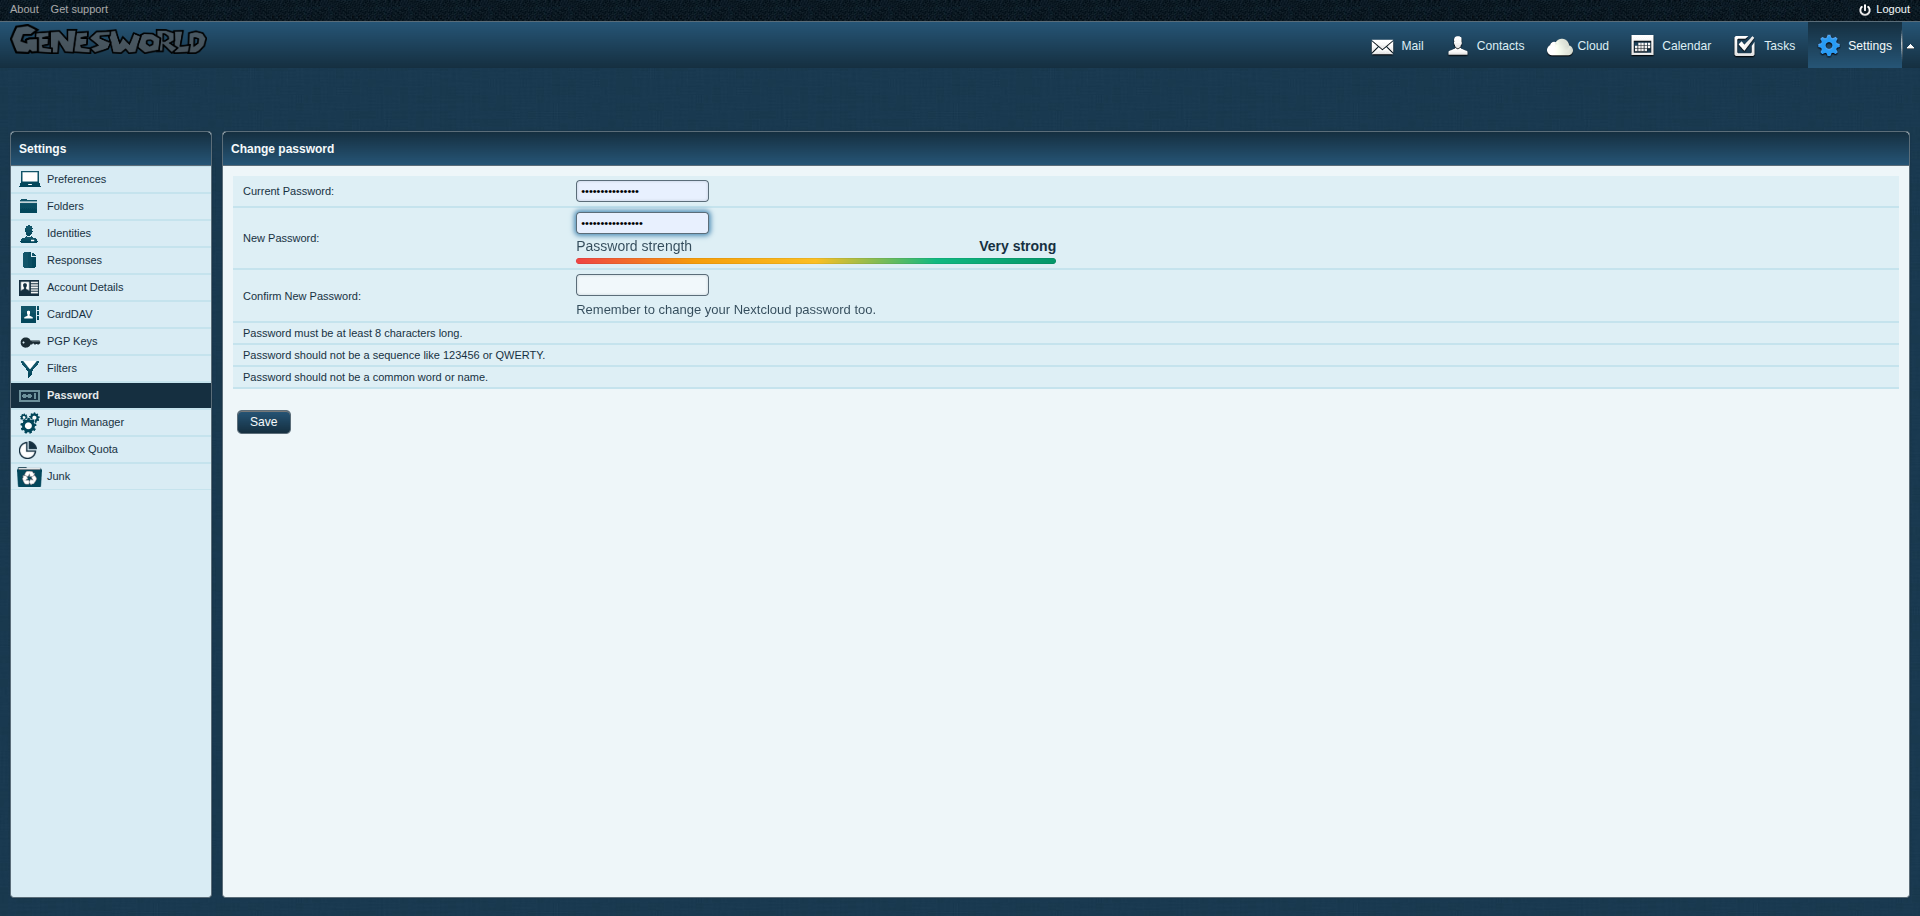 About Get support
Logout
GENESWORLD
Mail Contacts Cloud Calendar Tasks Settings
Settings
Preferences
Folders
Identities
Responses
Account Details
CardDAV
PGP Keys
Filters
Password
Plugin Manager
Mailbox Quota
Junk
Change password
Current Password: •••••••••••••••
New Password: ••••••••••••••••
Password strength Very strong
Confirm New Password:
Remember to change your Nextcloud password too.
Password must be at least 8 characters long.
Password should not be a sequence like 123456 or QWERTY.
Password should not be a common word or name.
Save